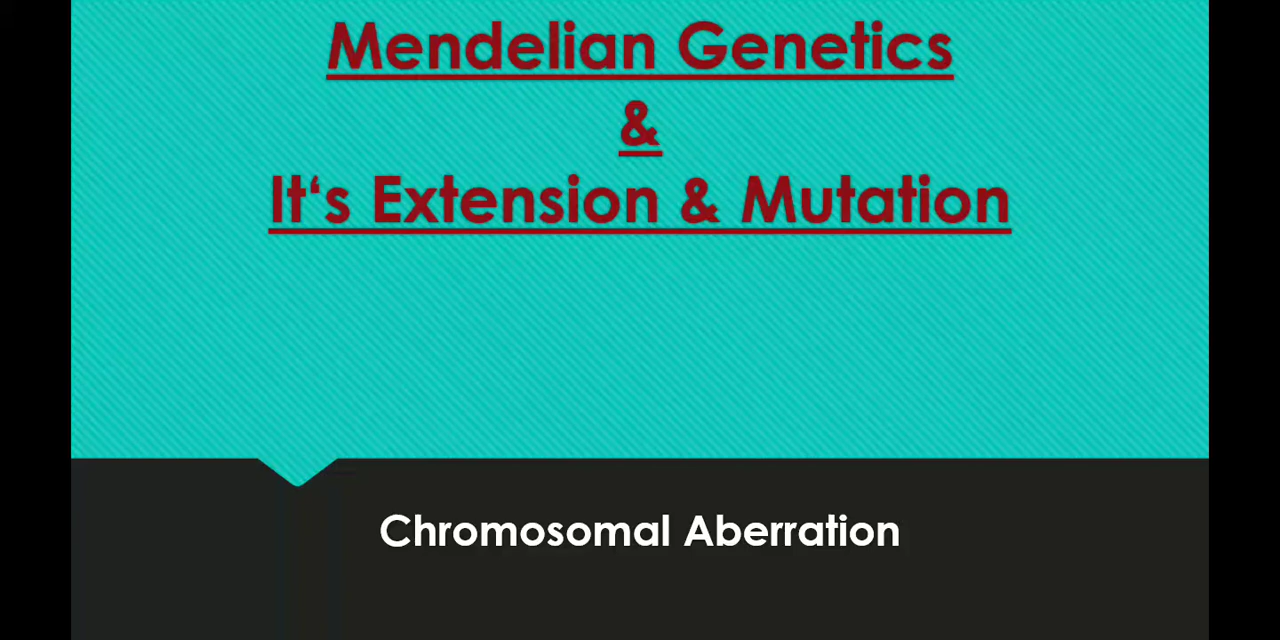 Mendelian Genetics
&
It‘s Extension & Mutation
Chromosomal Aberration